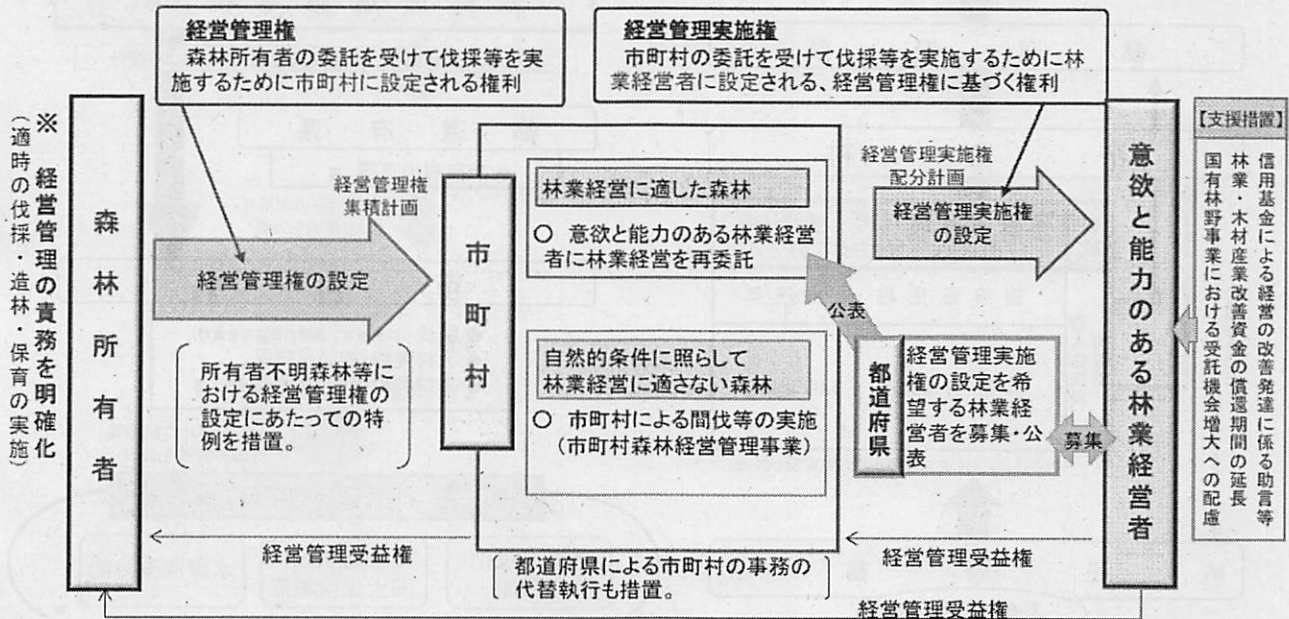 経営管理権
森林所有者の委託を受けて伐採等を実
施するために市町村に設定される権利
経営管理実施権
市町村の委託を受けて伐採等を実施するために林
業経営者に設定される、経営管理権に基づく権利
※ 経営管理の責務を明確化
（適時の伐採・造林・保育の実施）
森林所有者
経営管理権
集積計画
経営管理権の設定
所有者不明森林等に
おける経営管理権の
設定にあたっての特
例を措置。
市町村
林業経営に適した森林
○ 意欲と能力のある林業経営
者に林業経営を再委託
自然的条件に照らして
林業経営に適さない森林
○ 市町村による間伐等の実施
（市町村森林経営管理事業）
経営管理実施権
配分計画
経営管理実施権
の設定
公表
都道府県
経営管理実施
権の設定を希
望する林業経
営者を募集・公
表
募集
意欲と能力のある林業経営者
【支援措置】
信用基金による経営の改善発達に係る助言等
林業・木材産業改善資金の償還期間の延長
国有林野事業における受託機会増大への配慮
経営管理受益権
都道府県による市町村の事務の
代替執行も措置。
経営管理受益権
経営管理受益権